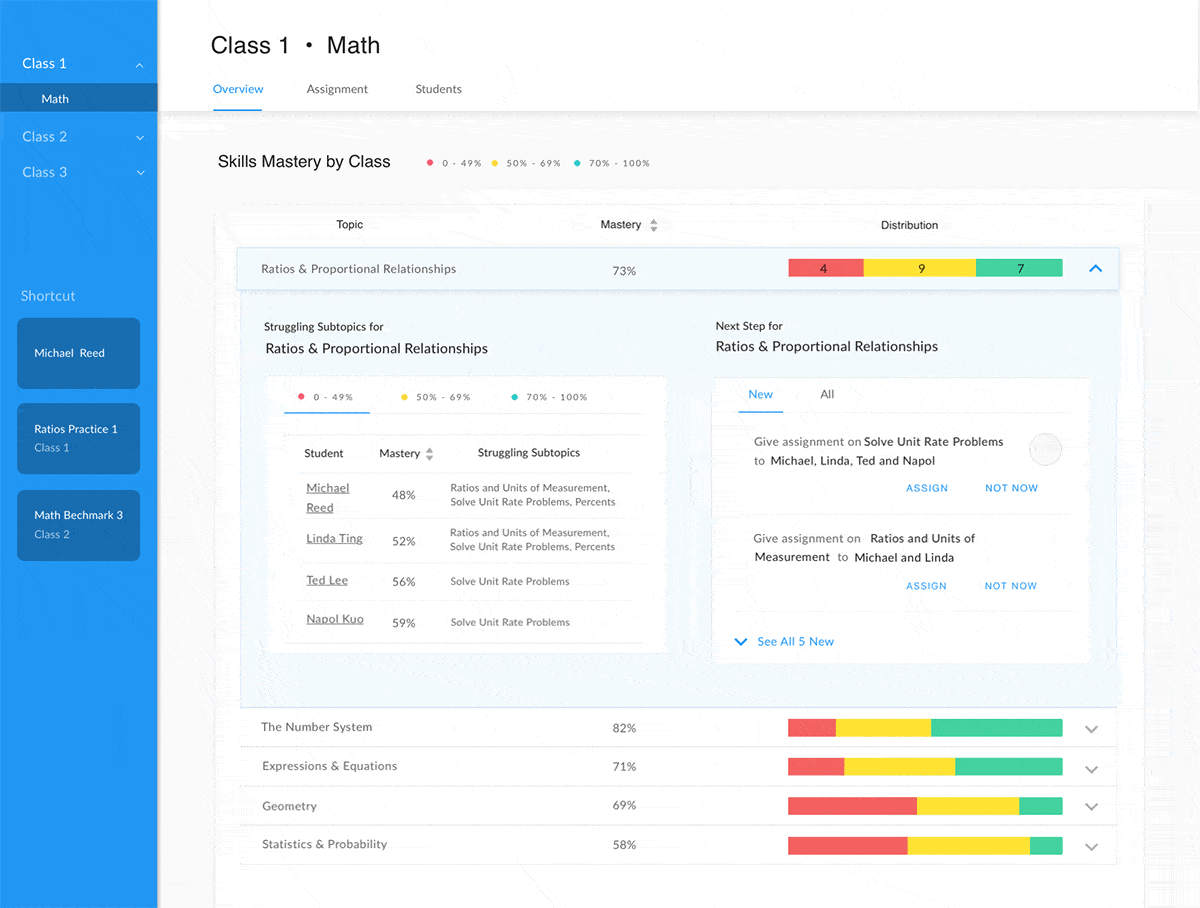 Class 1
Math
Class 2
Class 3
Shortcut
Michael Reed
Ratios Practice 1
Class 1
Math Bechmark 3
Class 2
Class 1 • Math
Overview Assignment Students
Skills Mastery by Class 0 - 49% 50% - 69% 70% - 100%
Topic Mastery Distribution
Ratios & Proportional Relationships 73% 4 9 7
Struggling Subtopics for
Ratios & Proportional Relationships
0 - 49% 50% - 69% 70% - 100%
Student Mastery Struggling Subtopics
Michael
Reed
48%
Ratios and Units of Measurement,
Solve Unit Rate Problems, Percents
Linda Ting
52%
Ratios and Units of Measurement,
Solve Unit Rate Problems, Percents
Ted Lee 56% Solve Unit Rate Problems
Napol Kuo 59% Solve Unit Rate Problems
Next Step for
Ratios & Proportional Relationships
New All
Give assignment on Solve Unit Rate Problems
to Michael, Linda, Ted and Napol
ASSIGN NOT NOW
Give assignment on Ratios and Units of
Measurement to Michael and Linda
ASSIGN NOT NOW
See All 5 New
The Number System 82%
Expressions & Equations 71%
Geometry 69%
Statistics & Probability 58%